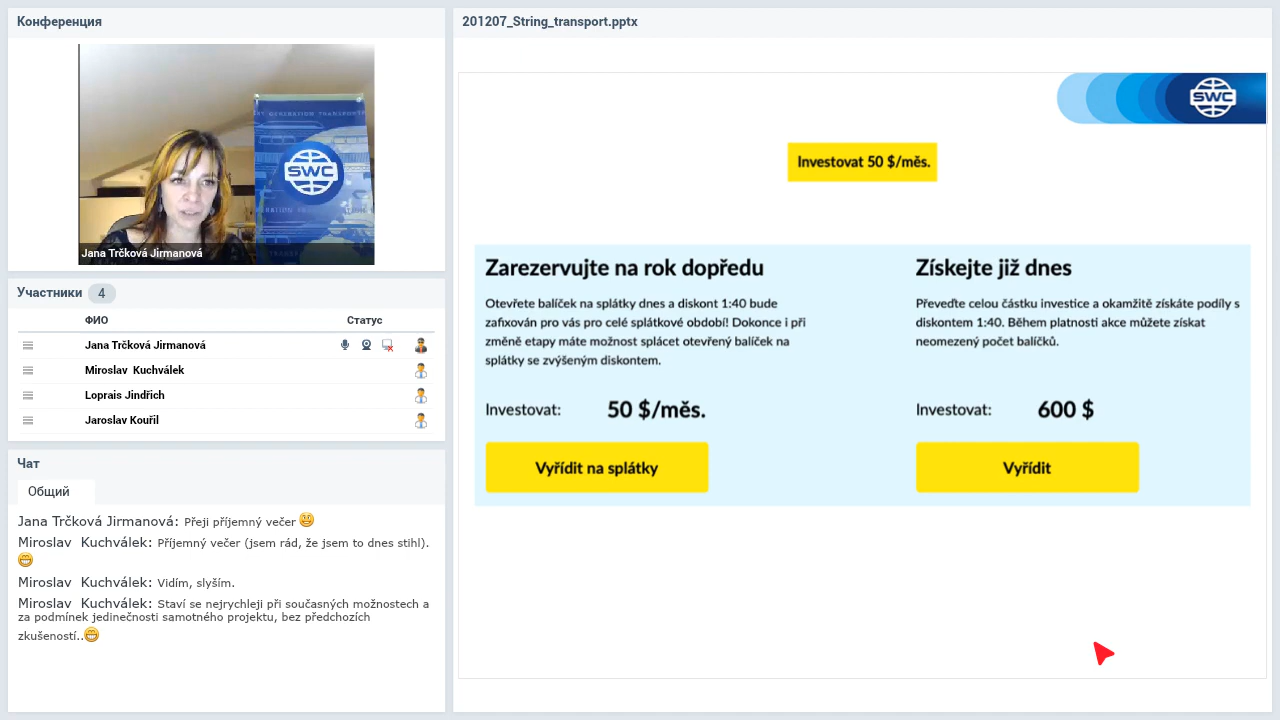 Конференция
SWC
Jana Trčková Jirmanová
Участники 4
ФИО Статус
Jana Trčková Jirmanová
Miroslav Kuchválek
Loprais Jindřich
Jaroslav Kouřil
Чат
Общий
Jana Trčková Jirmanová: Přeji příjemný večer
Miroslav Kuchválek: Příjemný večer (jsem rád, že jsem to dnes stihl).
Miroslav Kuchválek: Vidím, slyším.
Miroslav Kuchválek: Staví se nejrychleji při současných možnostech a
za podmínek jedinečnosti samotného projektu, bez předchozích
zkušeností..
201207_String_transport.pptx
SWC
Investovat 50 $/měs.
Zarezervujte na rok dopředu
Otevřete balíček na splátky dnes a diskont 1:40 bude
zafixován pro vás pro celé splátkové období! Dokonce i při
změně etapy máte možnost splácet otevřený balíček na
splátky se zvýšeným diskontem.
Investovat: 50 $/měs.
Vyřídit na splátky
Získejte již dnes
Převeďte celou částku investice a okamžitě získáte podíly s
diskontem 1:40. Během platnosti akce můžete získat
neomezený počet balíčků.
Investovat: 600 $
Vyřídit